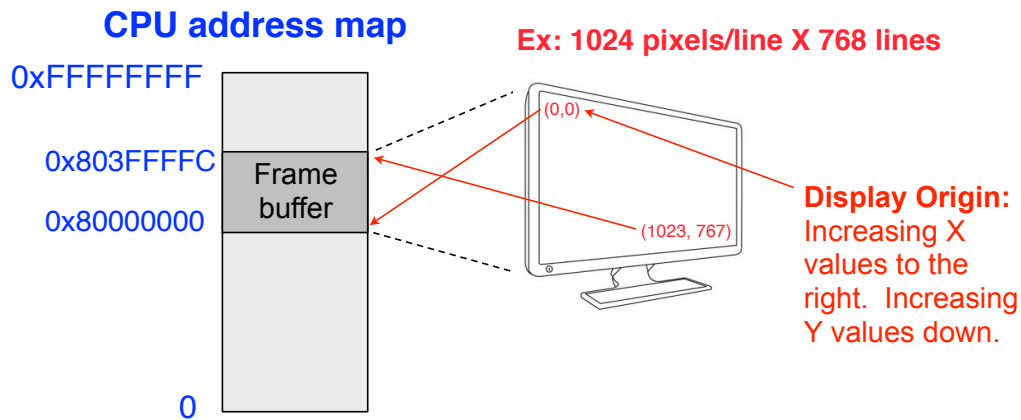 CPU address map
Ex: 1024 pixels/line X 768 lines
0xFFFFFFFF
0x803FFFFC
0x80000000
0
Frame
buffer
(0,0)
(1023, 767)
Display Origin:
Increasing X
values to the
right. Increasing
Y values down.